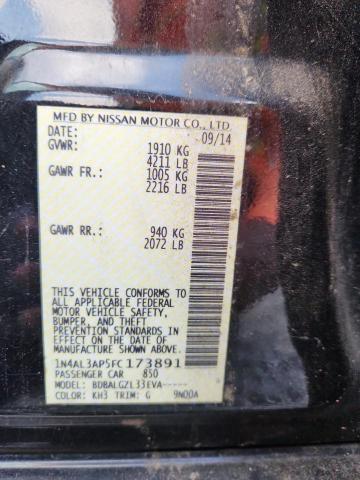 MFD BY NISSAN MOTOR CO., LTD.
DATE: 09/14
GVWR: 1910 KG
4211 LB
GAWR FR: 1005 KG
2216 LB
GAWR RR: 940 KG
2072 LB
THIS VEHICLE CONFORMS TO
ALL APPLICABLE FEDERAL
MOTOR VEHICLE SAFETY,
BUMPER, AND THEFT
PREVENTION STANDARDS IN
EFFECT ON THE DATE OF
MANUFACTURE SHOWN ABOVE.
1N4AL3AP5FC173891
PASSENGER CAR 850
MODEL: BDBALGZL33EVA-----
COLOR: KH3 TRIM: G 9N00A